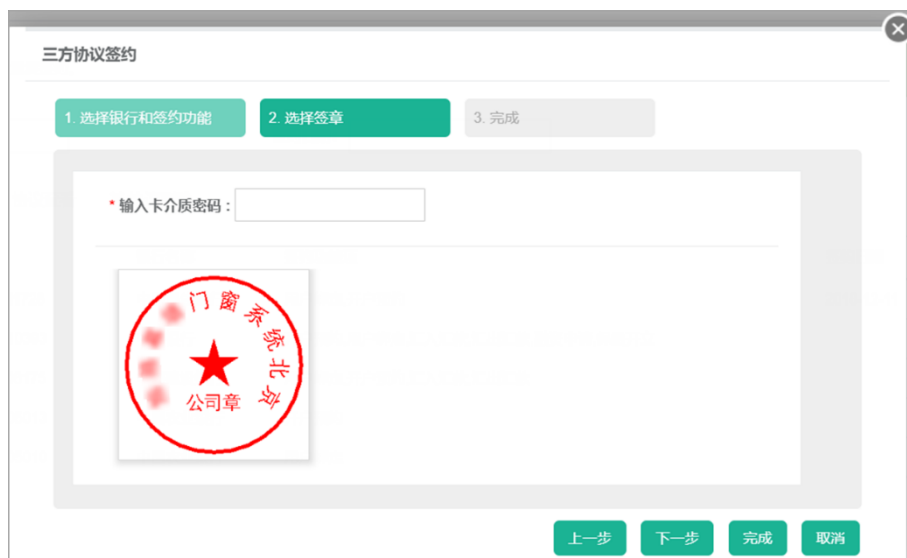 三方协议签约
1. 选择银行和签约功能
2. 选择签章
3. 完成
* 输入卡介质密码：
门窗系统北京
公司章
上一步
下一步
完成
取消